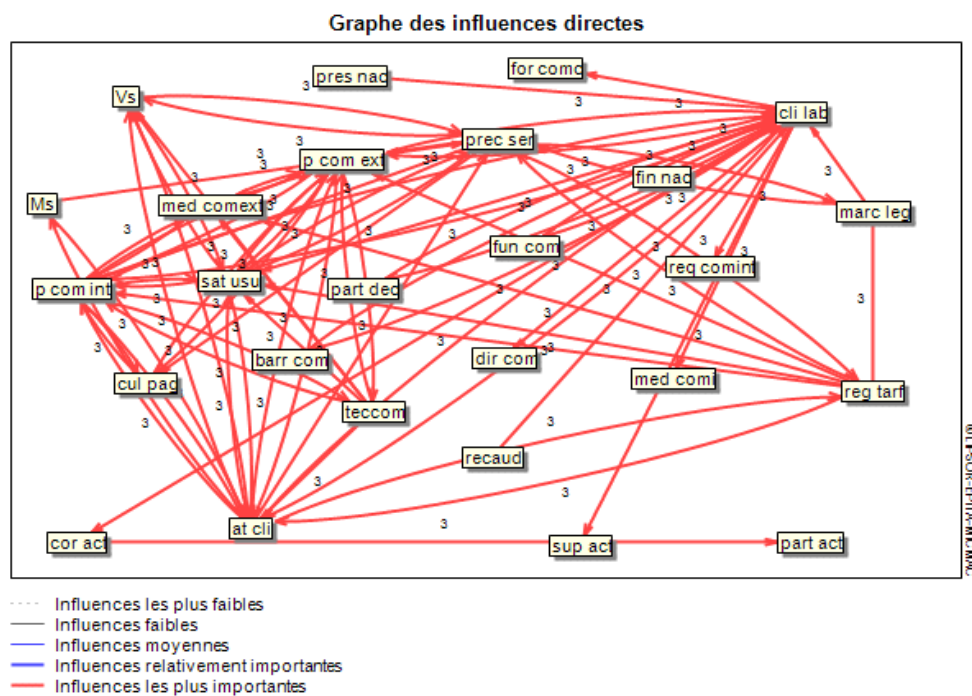 Graphe des influences directes
pres nac
for comc
Vs
cli lab
prec ser
p com ext
fin nac
Ms
med comext
marc leg
fun com
req comint
p com int
sat usu
part dec
barr com
dir com
cul pag
med comi
reg tarf
teccom
recaud
at cli
cor act
sup act
part act
Influences les plus faibles
Influences faibles
Influences moyennes
Influences relativement importantes
Influences les plus importantes